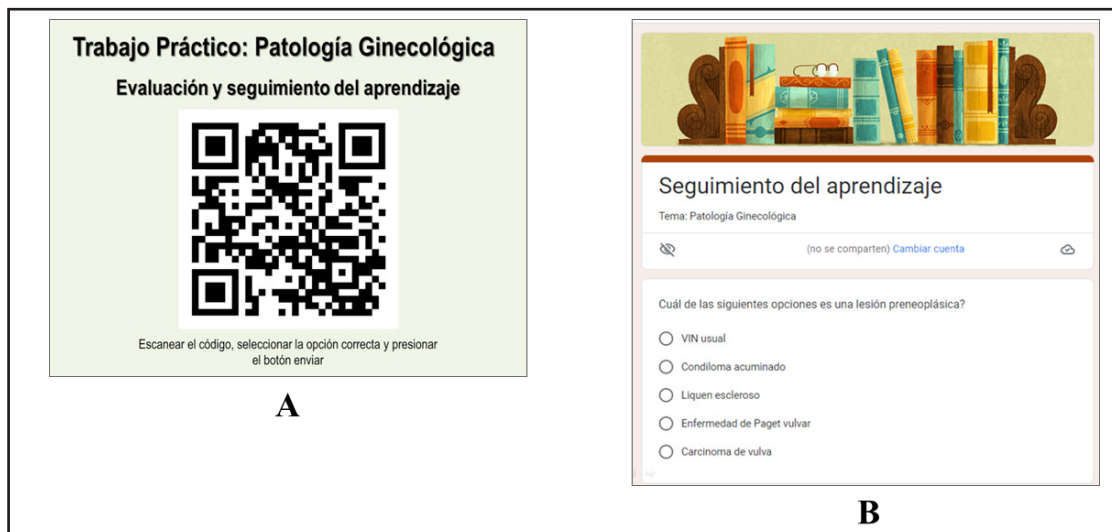 Trabajo Práctico: Patología Ginecológica
Evaluación y seguimiento del aprendizaje
Escanear el código, seleccionar la opción correcta y presionar
el botón enviar
A
Seguimiento del aprendizaje
Tema: Patología Ginecológica
(no se comparten) Cambiar cuenta
Cuál de las siguientes opciones es una lesión preneoplásica?
VIN usual
Condiloma acuminado
Liquen escleroso
Enfermedad de Paget vulvar
Carcinoma de vulva
B